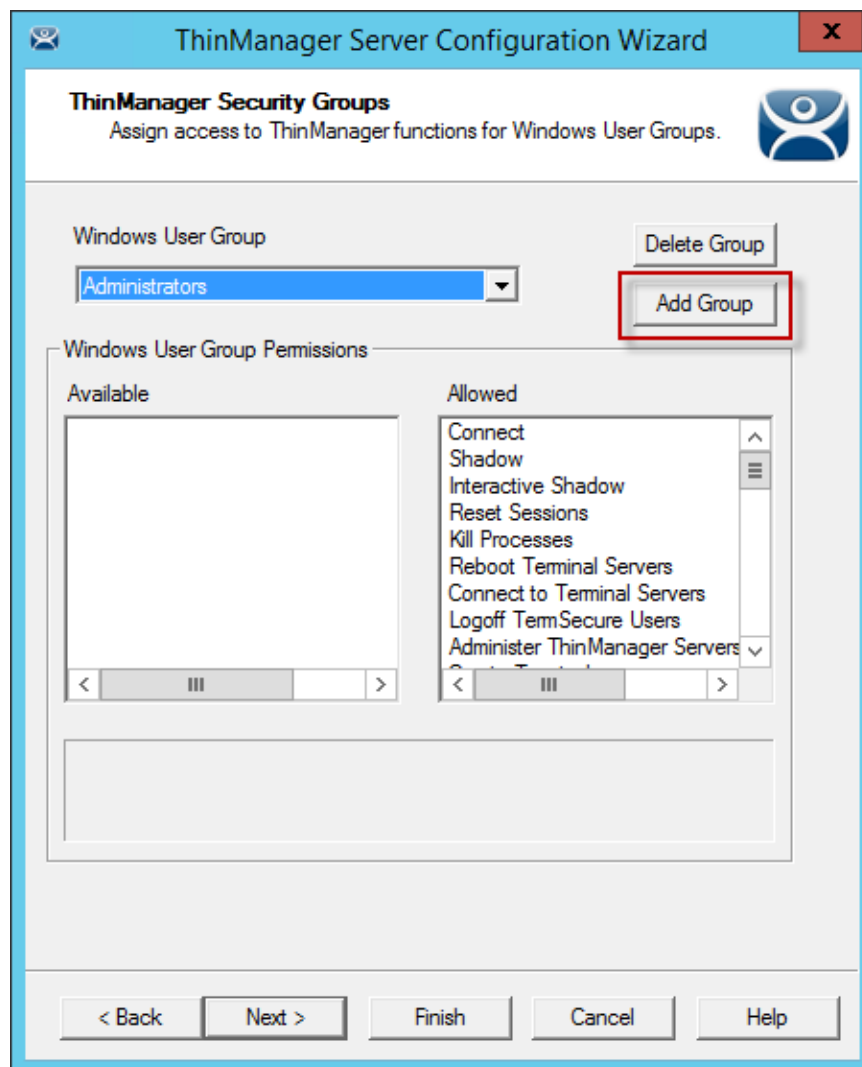 ThinManager Server Configuration Wizard
x
ThinManager Security Groups
Assign access to ThinManager functions for Windows User Groups.
Windows User Group
Delete Group
Administrators
Add Group
Windows User Group Permissions
Available
Allowed
Connect
Shadow
Interactive Shadow
Reset Sessions
Kill Processes
Reboot Terminal Servers
Connect to Terminal Servers
Logoff TermSecure Users
Administer ThinManager Servers
< Back
Next >
Finish
Cancel
Help